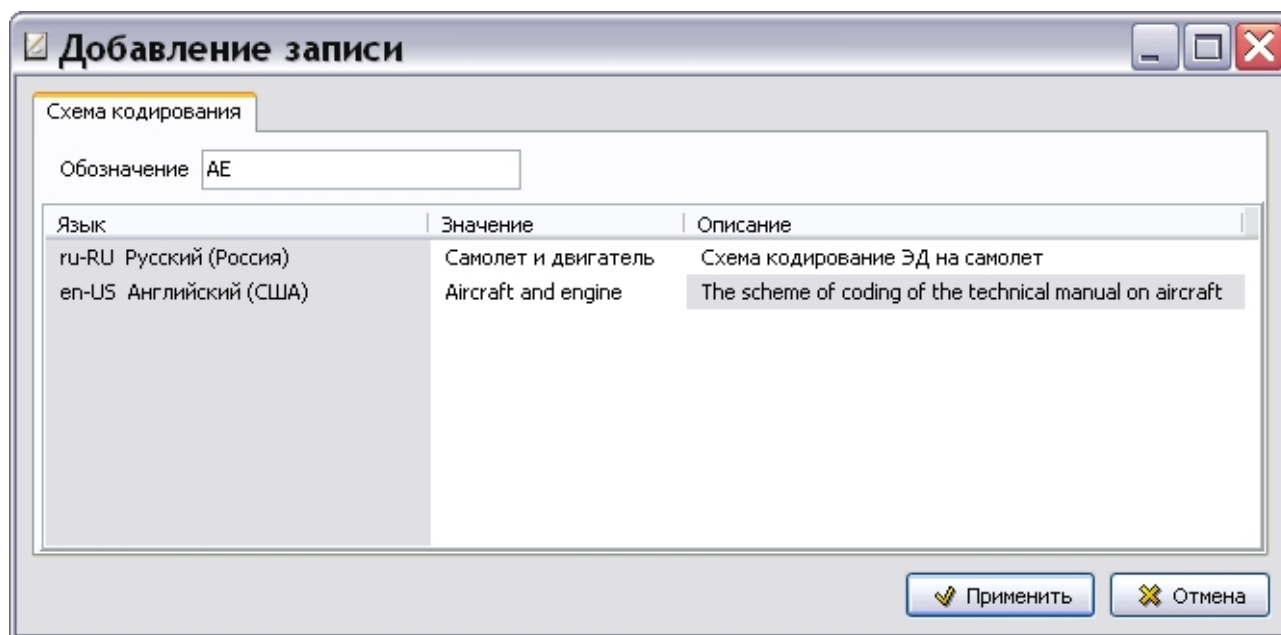 Добавление записи
Схема кодирования
Обозначение AE
Язык Значение Описание
ru-RU Русский (Россия) Самолет и двигатель Схема кодирование ЭД на самолет
en-US Английский (США) Aircraft and engine The scheme of coding of the technical manual on aircraft
Применить Отмена